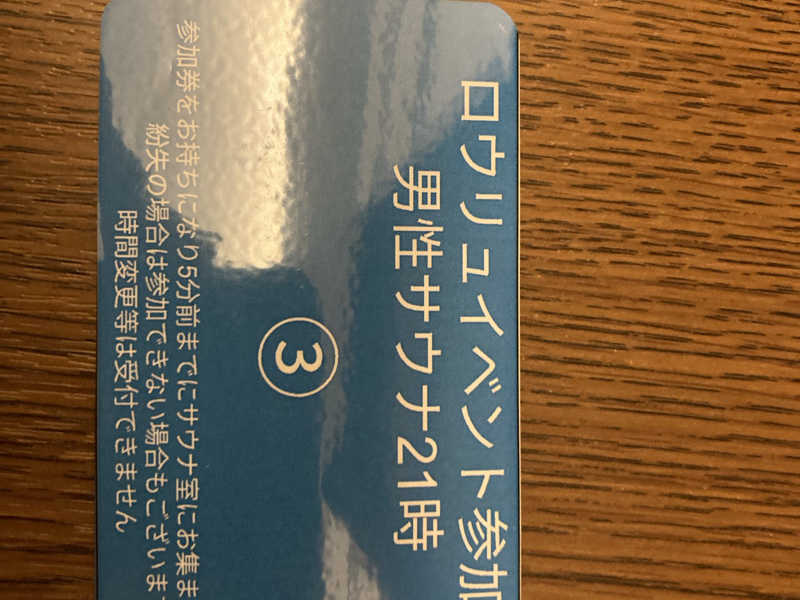 ロウリュイベント参加
男性サウナ21時
③
参加券をお持ちになり5分前までにサウナ室にお集ま
紛失の場合は参加できない場合もございます
時間変更等は受付できません